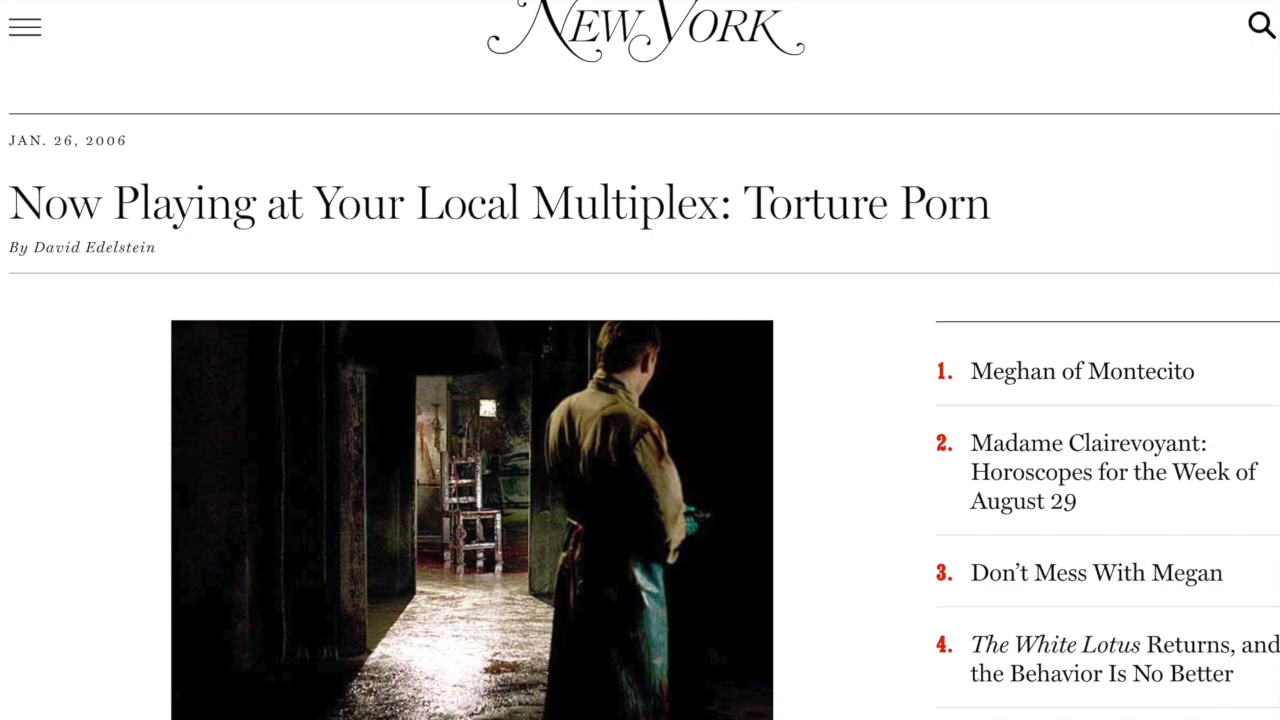 NEW YORK
JAN. 26, 2006
Now Playing at Your Local Multiplex: Torture Porn
By David Edelstein
1. Meghan of Montecito
2. Madame Clairevoyant:
Horoscopes for the Week of
August 29
3. Don’t Mess With Megan
4. The White Lotus Returns, and
the Behavior Is No Better